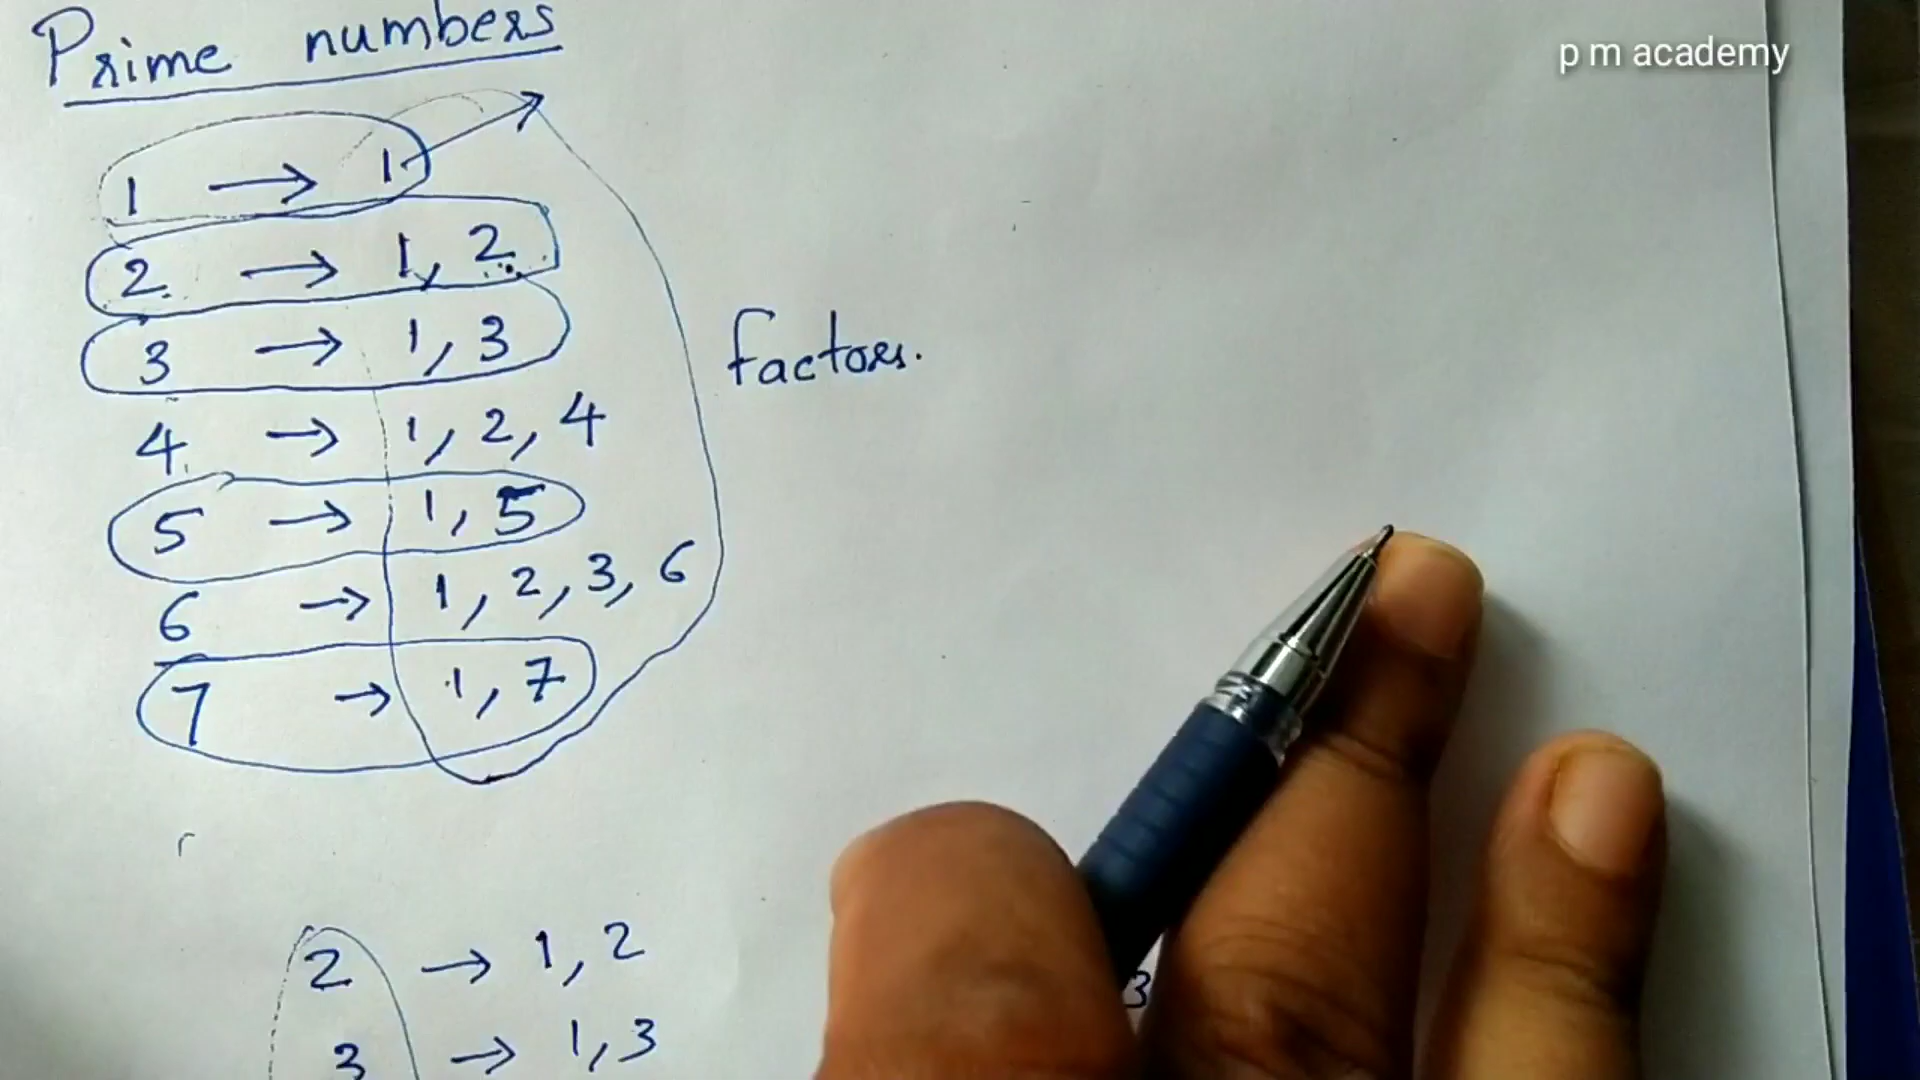 Prime numbers
p m academy
1 → 1
2 → 1, 2
3 → 1, 3
factors.
4 → 1, 2, 4
5 → 1, 5
6 → 1, 2, 3, 6
7 → 1, 7
2 → 1, 2
3
3 → 1, 3